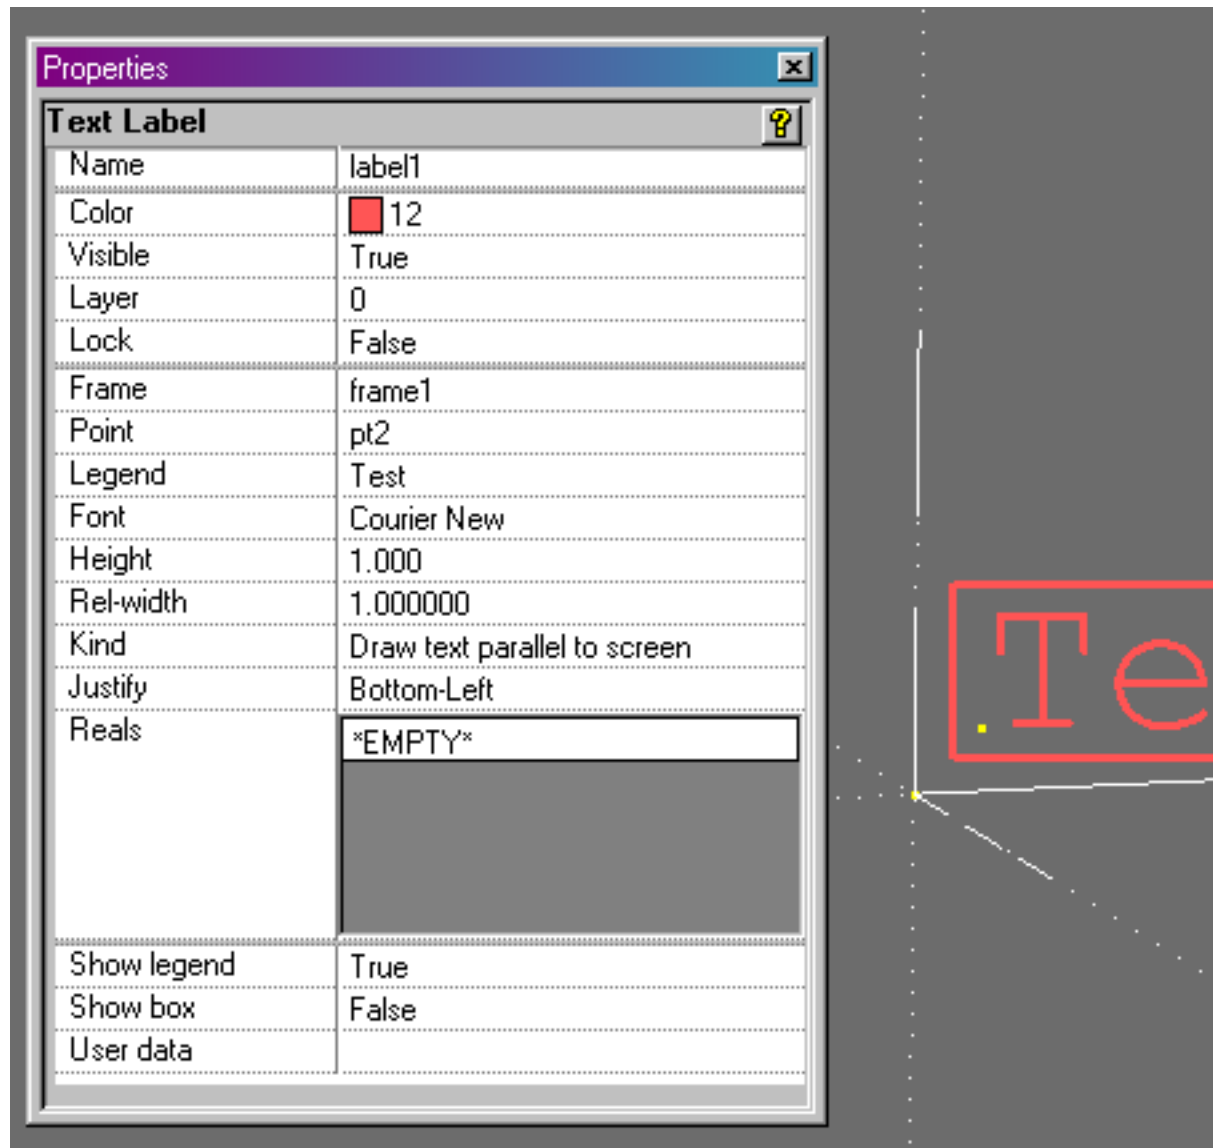 Properties
Text Label
Name label1
Color 12
Visible True
Layer 0
Lock False
Frame frame1
Point pt2
Legend Test
Font Courier New
Height 1.000
Rel-width 1.000000
Kind Draw text parallel to screen
Justify Bottom-Left
Reals *EMPTY*
Show legend True
Show box False
User data
Te